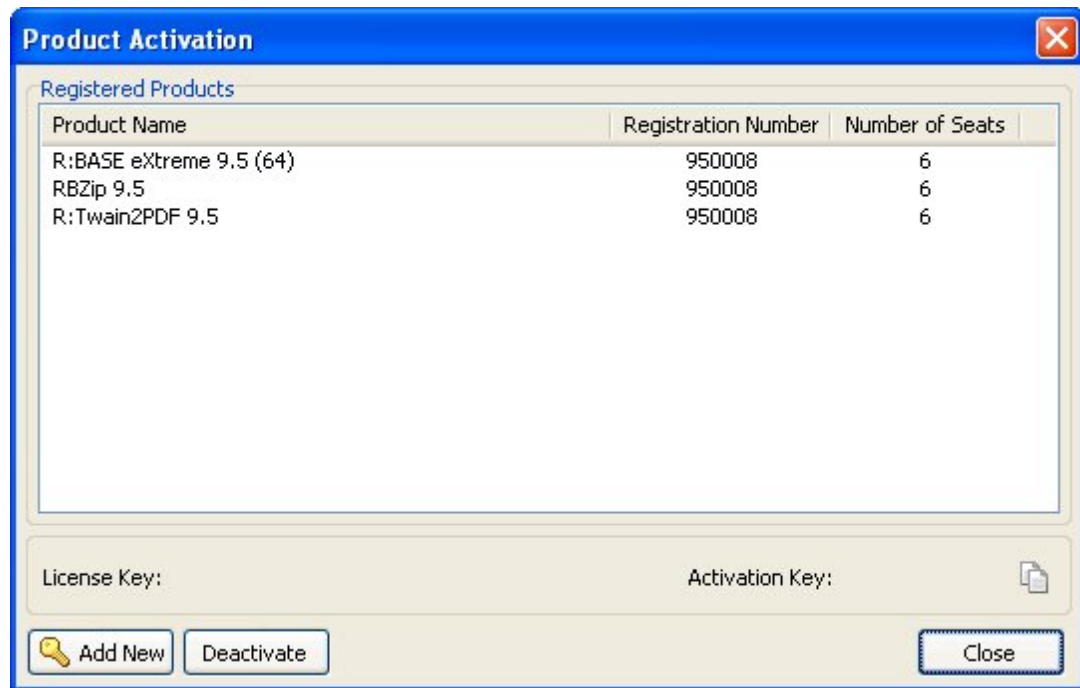 Product Activation
Registered Products
Product Name Registration Number Number of Seats
R:BASE eXtreme 9.5 (64) 950008 6
RBZip 9.5 950008 6
R:Twain2PDF 9.5 950008 6
License Key: Activation Key:
Add New Deactivate Close